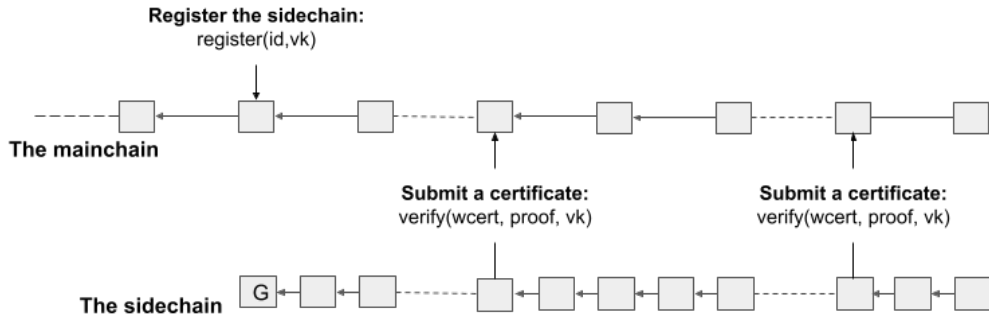 Register the sidechain:
register(id,vk)
The mainchain
Submit a certificate:
verify(wcert, proof, vk)
Submit a certificate:
verify(wcert, proof, vk)
G
The sidechain